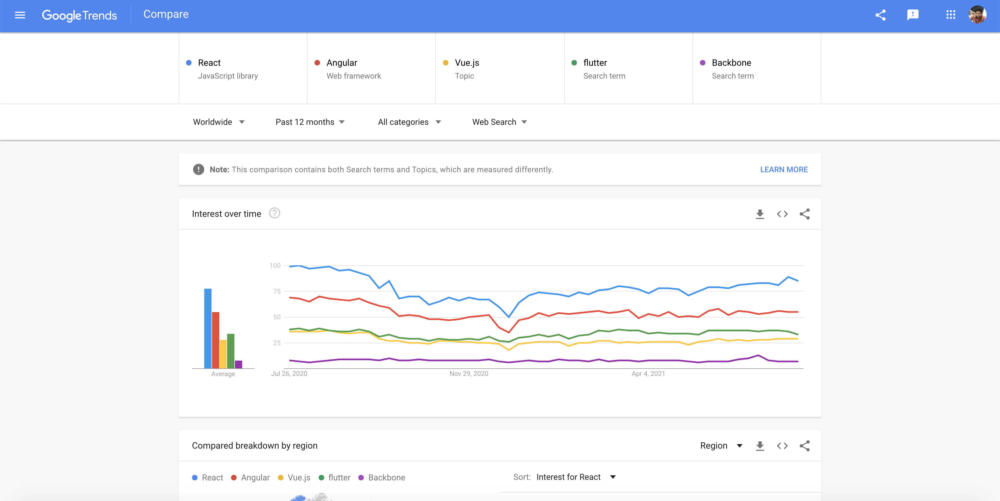 Google Trends Compare
React Angular Vue.js flutter Backbone
JavaScript library Web framework Topic Search term Search term
Worldwide Past 12 months All categories Web Search
Note: This comparison contains both Search terms and Topics, which are measured differently. LEARN MORE
Interest over time
100
75
50
25
Average Jul 26, 2020 Nov 29, 2020 Apr 4, 2021
Compared breakdown by region Region
React Angular Vue.js flutter Backbone Sort: Interest for React